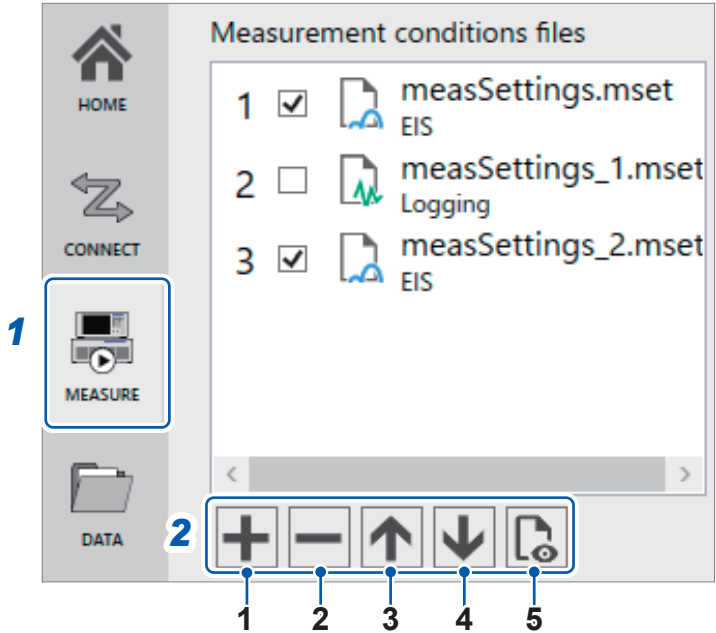 Measurement conditions files
HOME
1 measSettings.mset
EIS
2 measSettings_1.mset
Logging
CONNECT
3 measSettings_2.mset
EIS
1
MEASURE
DATA
2
1 2 3 4 5